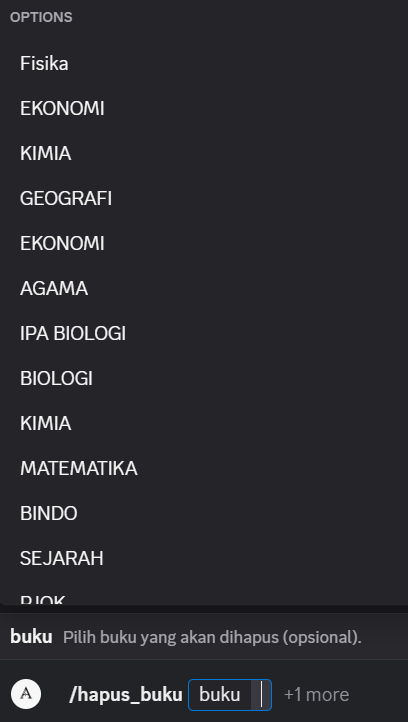 OPTIONS
Fisika
EKONOMI
KIMIA
GEOGRAFI
EKONOMI
AGAMA
IPA BIOLOGI
BIOLOGI
KIMIA
MATEMATIKA
BINDO
SEJARAH
PJOK
buku Pilih buku yang akan dihapus (opsional).
A /hapus_buku buku +1 more